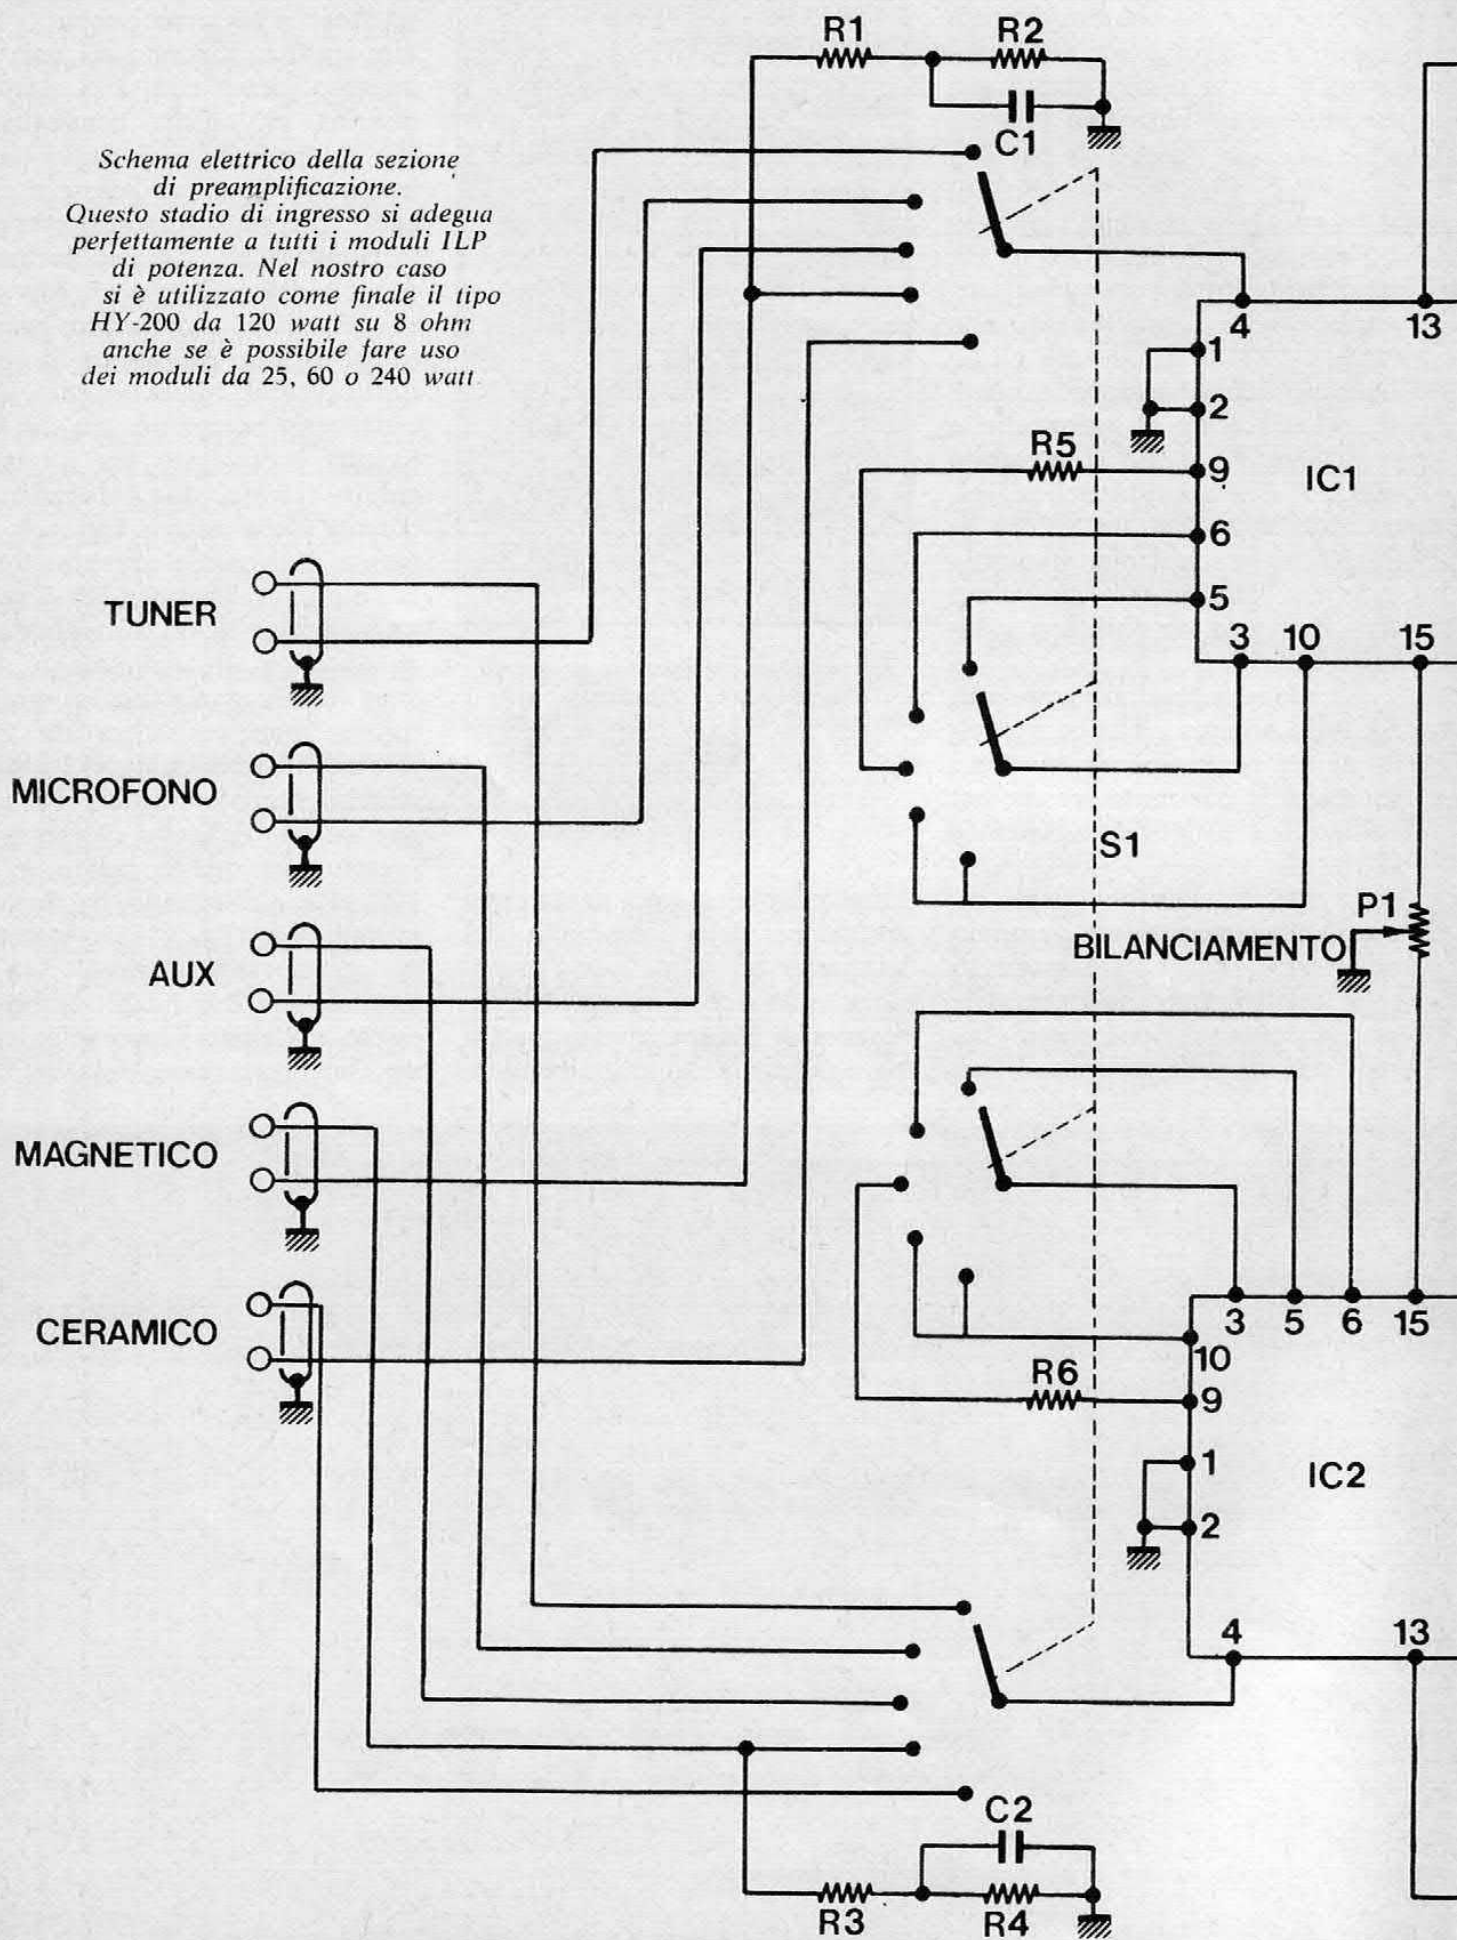 R1
R2
C1
Schema elettrico della sezione
di preamplificazione.
Questo stadio di ingresso si adegua
perfettamente a tutti i moduli ILP
di potenza. Nel nostro caso
si è utilizzato come finale il tipo
HY-200 da 120 watt su 8 ohm
anche se è possibile fare uso
dei moduli da 25, 60 o 240 watt
4
13
1
2
R5
9
IC1
6
5
3
10
15
TUNER
MICROFONO
S1
P1
BILANCIAMENTO
AUX
MAGNETICO
CERAMICO
3
5
6
15
10
R6
9
1
IC2
2
4
13
C2
R3
R4